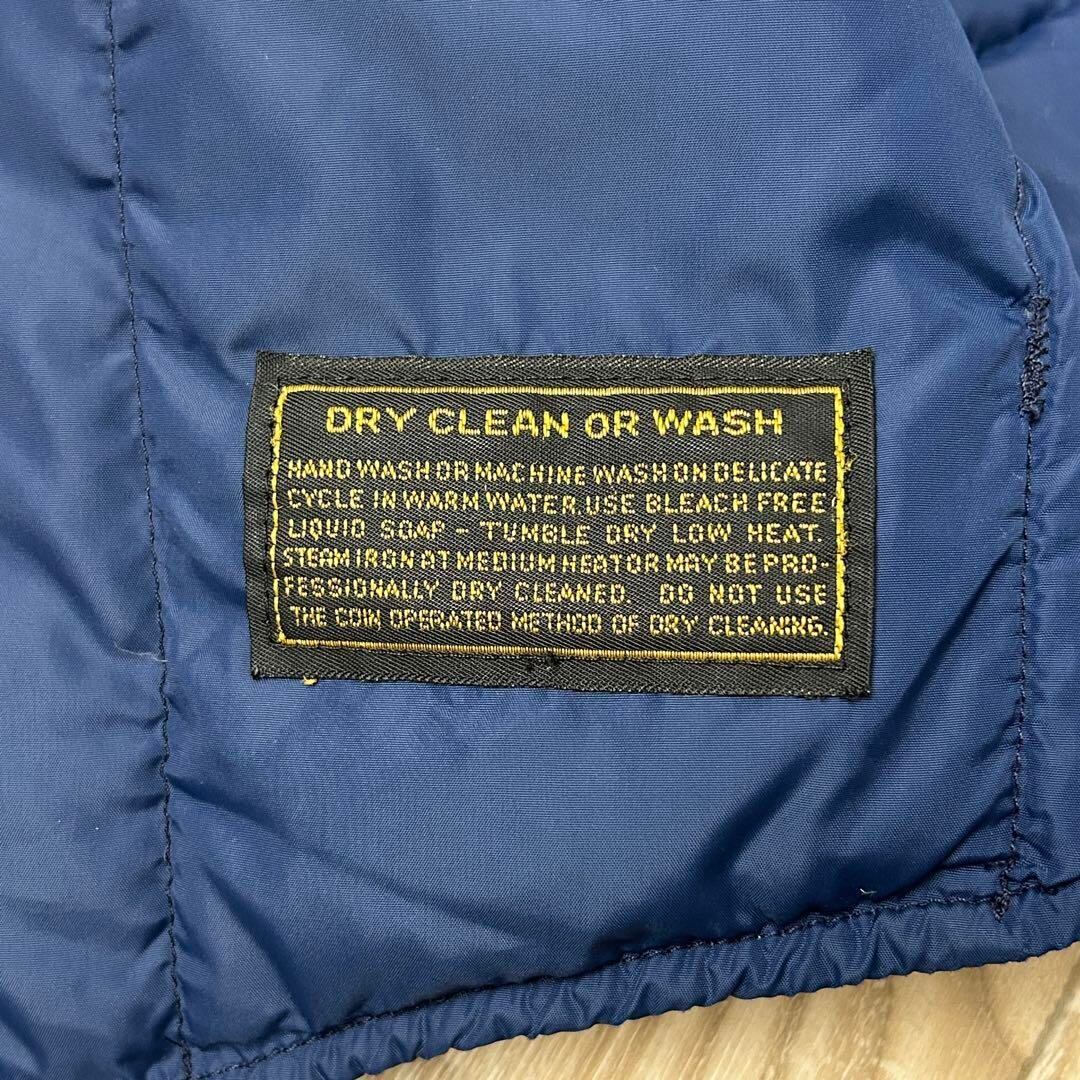 DRY CLEAN OR WASH
HAND WASH OR MACHINE WASH ON DELICATE
CYCLE IN WARM WATER. USE BLEACH FREE
LIQUID SOAP - TUMBLE DRY LOW HEAT.
STEAM IRON AT MEDIUM HEAT OR MAY BE PRO-
FESSIONALLY DRY CLEANED. DO NOT USE
THE COIN OPERATED METHOD OF DRY CLEANING.